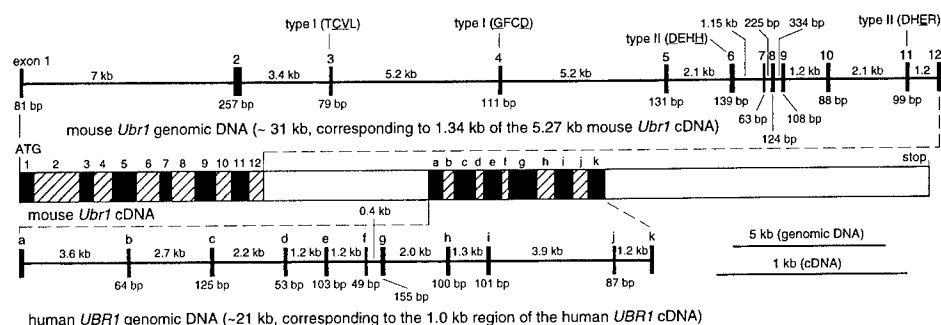 type I (TCVL) type I (GFCD) 1.15 kb 225 bp 334 bp type II (DHER)
type II (DEHH)
exon 1 2 3 4 5 6 7 8 9 10 11 12
7 kb 3.4 kb 5.2 kb 5.2 kb 2.1 kb 1.2 kb 2.1 kb 1.2
81 bp 257 bp 79 bp 111 bp 131 bp 139 bp 63 bp 108 bp 88 bp 99 bp
124 bp
mouse Ubr1 genomic DNA (~ 31 kb, corresponding to 1.34 kb of the 5.27 kb mouse Ubr1 cDNA)
ATG stop
1 2 3 4 5 6 7 8 9 10 11 12 a b c d e f g h i j k
mouse Ubr1 cDNA
0.4 kb
a b c d e f g h i j k
3.6 kb 2.7 kb 2.2 kb 1.2 kb 1.2 kb 2.0 kb 1.3 kb 3.9 kb 1.2 kb
64 bp 125 bp 53 bp 103 bp 49 bp 155 bp 100 bp 101 bp 87 bp
5 kb (genomic DNA)
1 kb (cDNA)
human UBR1 genomic DNA (~21 kb, corresponding to the 1.0 kb region of the human UBR1 cDNA)